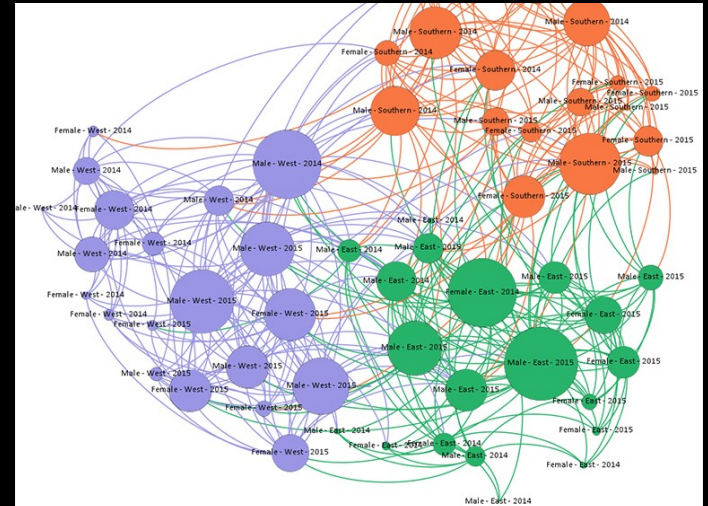 Male - Southern - 2014
Female - Southern - 2014
Female - Southern - 2014
Female - Southern - 2015
Female - Southern - 2015
Male - Southern - 2015
Male - Southern - 2015
Male - Southern - 2014
Male - Southern - 2015
Female - Southern - 2015
Female - West - 2014
Female - Southern - 2015
Male - West - 2014
Male - Southern - 2015
Male - West - 2014
Male - Southern - 2015
Female - Southern - 2015
Male - West - 2014
ale - West - 2014
Female - West - 2014
Male - East - 2014
Female - West - 2014
Male - West - 2014
Male - West - 2015
Male - East - 2014
Male - East - 2015
Male - East - 2014
Male - East - 2015
Male - East - 2015
Female - East - 2014
Female - West - 2014
Male - West - 2015
Female - West - 2014
Female - West - 2015
Female - West - 2015
Female - East - 2015
Male - East - 2015
Male - East - 2015
Female - East - 2015
Male - West - 2015
Male - West - 2015
Male - West - 2015
Female - West - 2015
Male - East - 2015
Female - East - 2015
Female - West - 2015
Male - East - 2014
Female - East - 2015
Female - East - 2014
Female - East - 2014
Female - West - 2015
Male - East - 2014
Female - East - 2014
Male - East - 2014